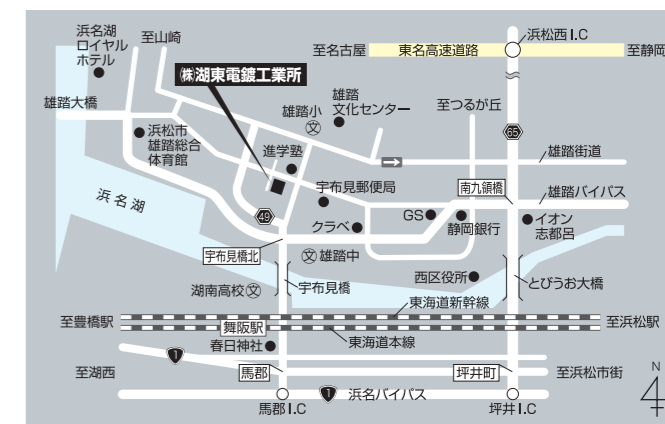 浜名湖
ロイヤル
ホテル
至山崎
至名古屋
東名高速道路
浜松西I.C
至静岡
㈱湖東電鍍工業所
雄踏大橋
雄踏小
文
雄踏
文化センター
至つるが丘
65
浜松市
雄踏総合
体育館
進学塾
雄踏街道
宇布見郵便局
南九領橋
雄踏バイパス
浜名湖
49
クラベ
GS
静岡銀行
イオン
志都呂
宇布見橋北
文雄踏中
西区役所
とびうお大橋
湖南高校文
宇布見橋
東海道新幹線
至豊橋駅
舞阪駅
至浜松駅
春日神社
東海道本線
1
至湖西
馬郡
坪井町
至浜松市街
N
1
浜名バイパス
馬郡I.C
坪井I.C